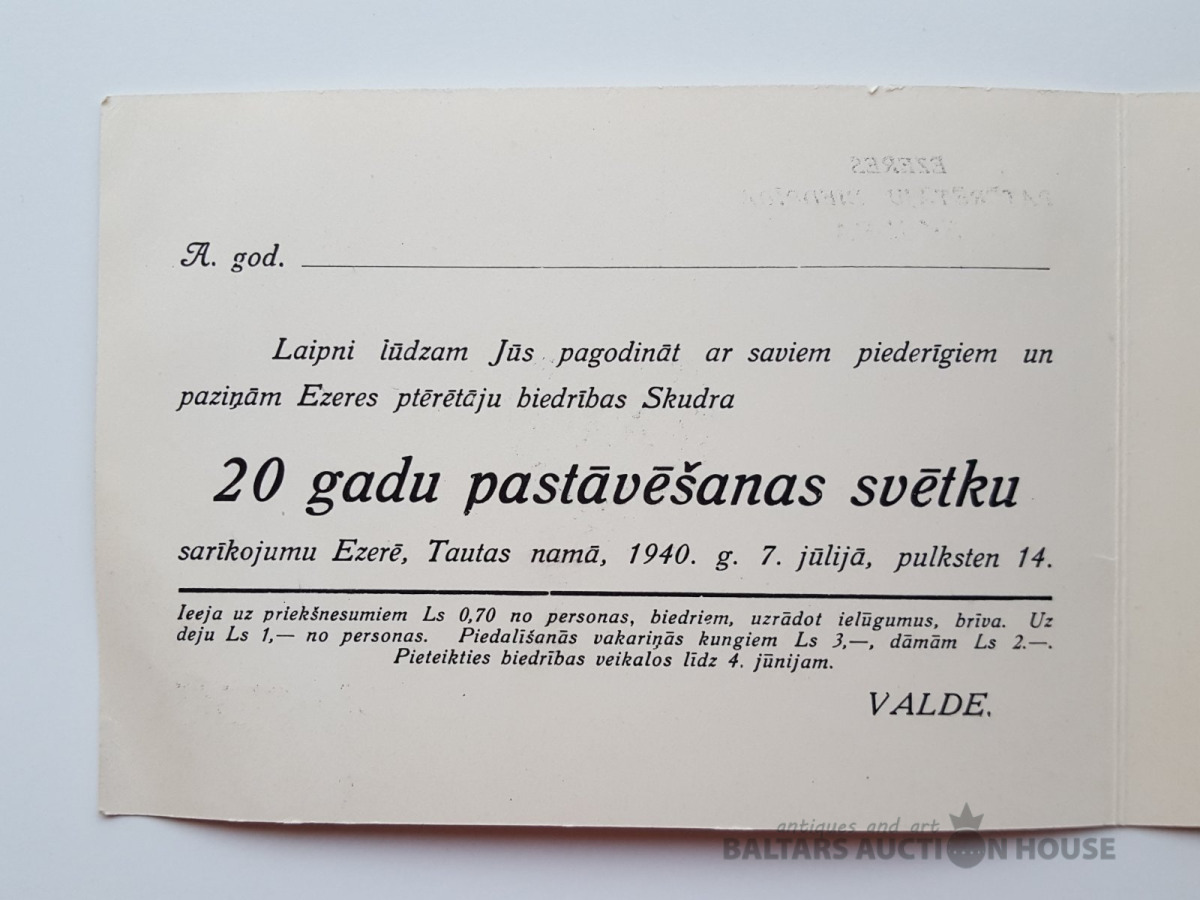 EZERES
A. god.
Laipni lūdzam Jūs pagodināt ar saviem piederīgiem un
paziņām Ezeres ptērētāju biedrības Skudra
20 gadu pastāvēšanas svētku
sarīkojumu Ezerē, Tautas namā, 1940. g. 7. jūlijā, pulksten 14.
Ieeja uz priekšnesumiem Ls 0,70 no personas, biedriem, uzrādot ielūgumus, brīva. Uz
deju Ls 1,— no personas. Piedalīšanās vakariņās kungiem Ls 3,—, dāmām Ls 2.—.
Pieteikties biedrības veikalos līdz 4. jūnijam.
VALDE.
antiques and art
BALTARS AUCTION HOUSE